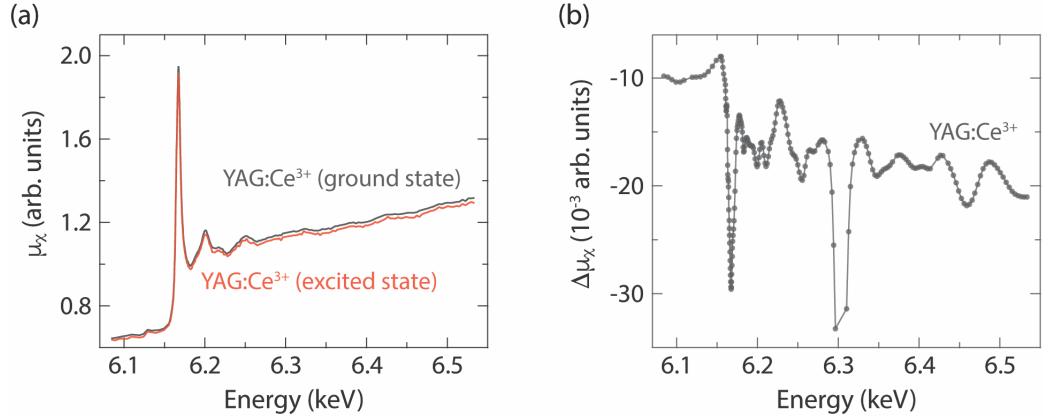 (a)
2.0
1.6
1.2
0.8
μχ (arb. units)
YAG:Ce³⁺ (ground state)
YAG:Ce³⁺ (excited state)
6.1 6.2 6.3 6.4 6.5
Energy (keV)
(b)
-10
-20
-30
Δμχ (10⁻³ arb. units)
YAG:Ce³⁺
6.1 6.2 6.3 6.4 6.5
Energy (keV)